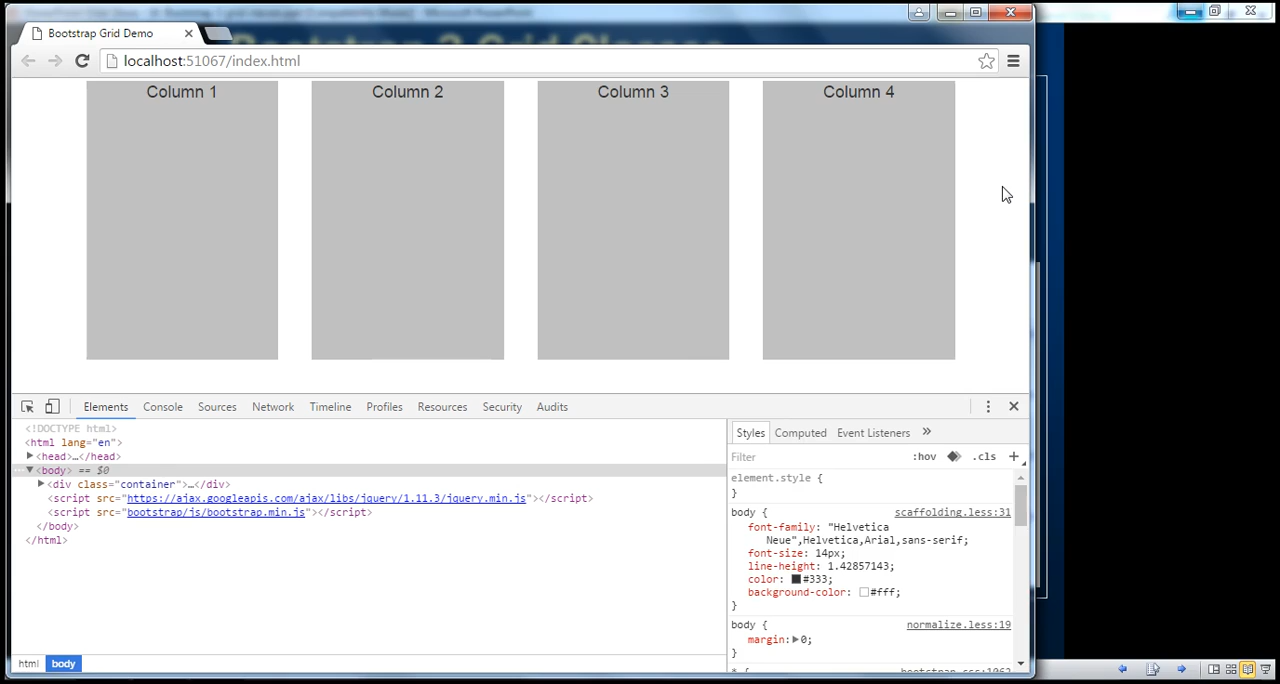 Bootstrap Grid Demo
localhost:51067/index.html
Column 1 Column 2 Column 3 Column 4
Elements Console Sources Network Timeline Profiles Resources Security Audits
<!DOCTYPE html>
<html lang="en">
<head>…</head>
<body> == $0
<div class="container">…</div>
<script src="https://ajax.googleapis.com/ajax/libs/jquery/1.11.3/jquery.min.js"></script>
<script src="bootstrap/js/bootstrap.min.js"></script>
</body>
</html>
html body
Styles Computed Event Listeners »
Filter :hov .cls +
element.style {
}
body { scaffolding.less:31
font-family: "Helvetica
Neue",Helvetica,Arial,sans-serif;
font-size: 14px;
line-height: 1.42857143;
color: #333;
background-color: #fff;
}
body { normalize.less:19
margin: 0;
}
* { bootstrap.css:1062